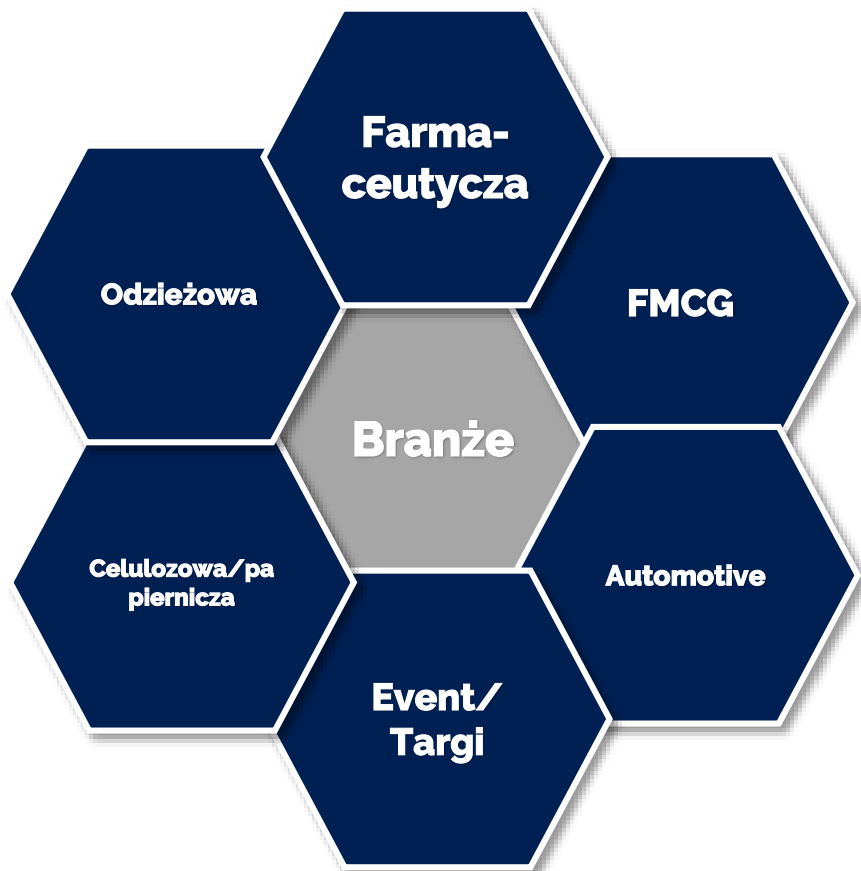 Farma-
ceutycza
Odzieżowa
FMCG
Branże
Celulozowa/pa
piernicza
Automotive
Event/
Targi